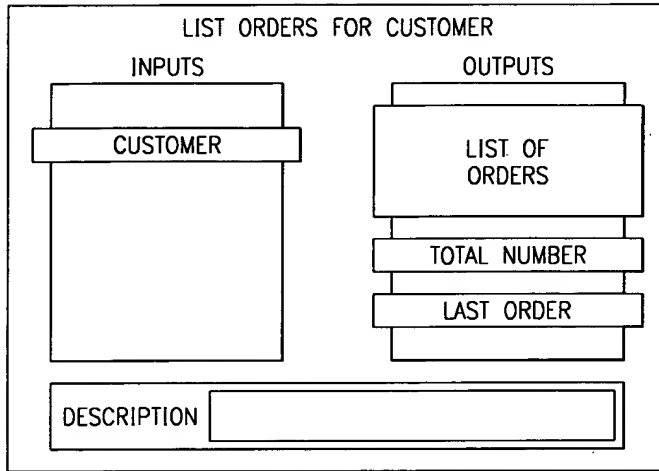 LIST ORDERS FOR CUSTOMER
INPUTS
CUSTOMER
OUTPUTS
LIST OF
ORDERS
TOTAL NUMBER
LAST ORDER
DESCRIPTION